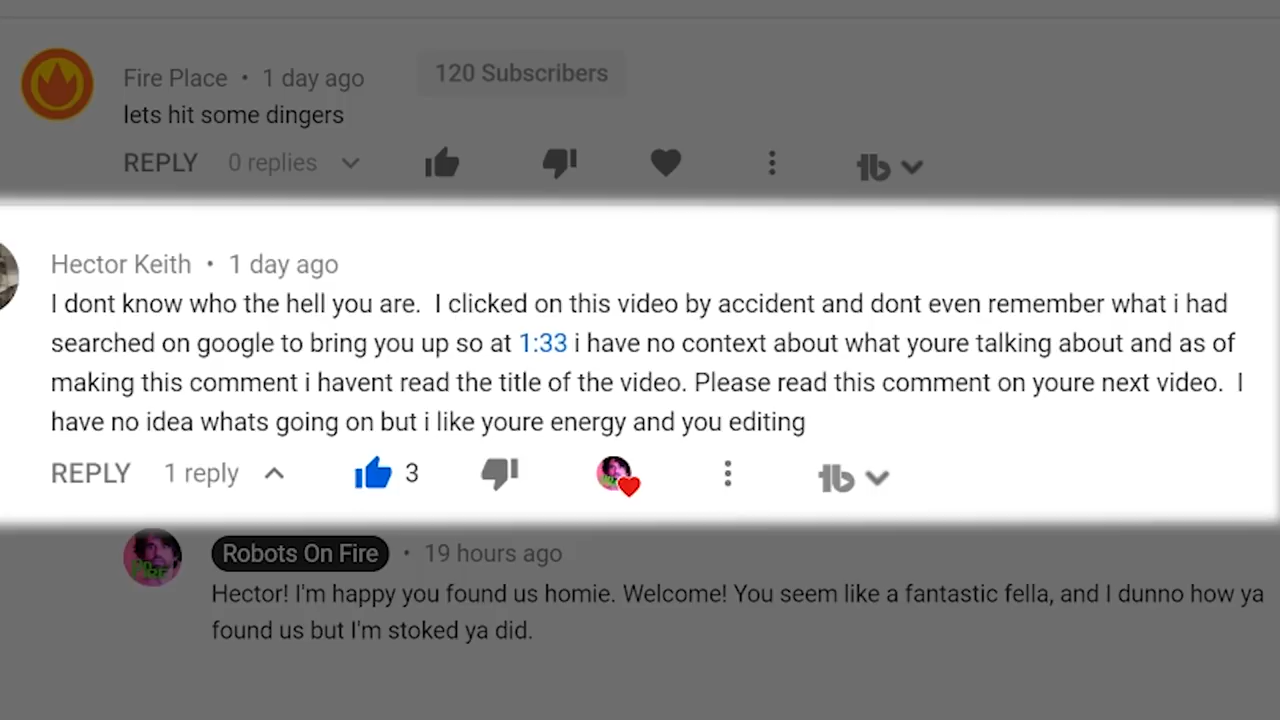 Fire Place • 1 day ago 120 Subscribers
lets hit some dingers
REPLY 0 replies
Hector Keith • 1 day ago
I dont know who the hell you are.  I clicked on this video by accident and dont even remember what i had
searched on google to bring you up so at 1:33 i have no context about what youre talking about and as of
making this comment i havent read the title of the video. Please read this comment on youre next video.  I
have no idea whats going on but i like youre energy and you editing
REPLY 1 reply 3
Robots On Fire • 19 hours ago
Hector! I'm happy you found us homie. Welcome! You seem like a fantastic fella, and I dunno how ya
found us but I'm stoked ya did.